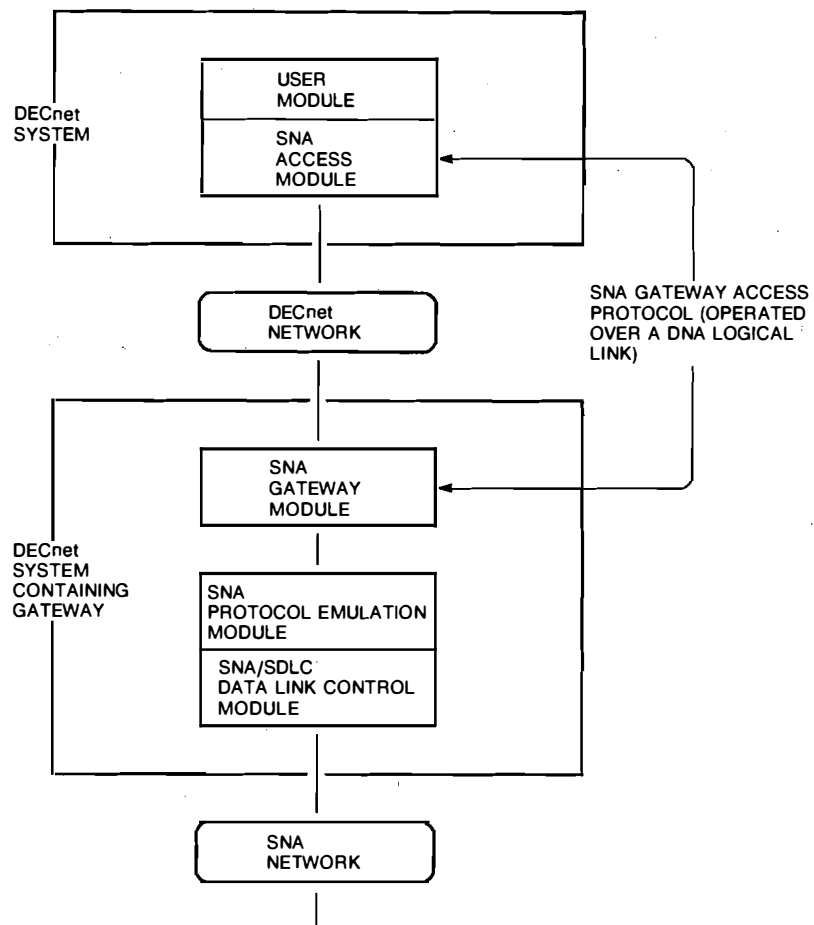 USER
MODULE
DECnet
SYSTEM
SNA
ACCESS
MODULE
DECnet
NETWORK
SNA GATEWAY ACCESS
PROTOCOL (OPERATED
OVER A DNA LOGICAL
LINK)
SNA
GATEWAY
MODULE
DECnet
SYSTEM
CONTAINING
GATEWAY
SNA
PROTOCOL EMULATION
MODULE
SNA/SDLC
DATA LINK CONTROL
MODULE
SNA
NETWORK